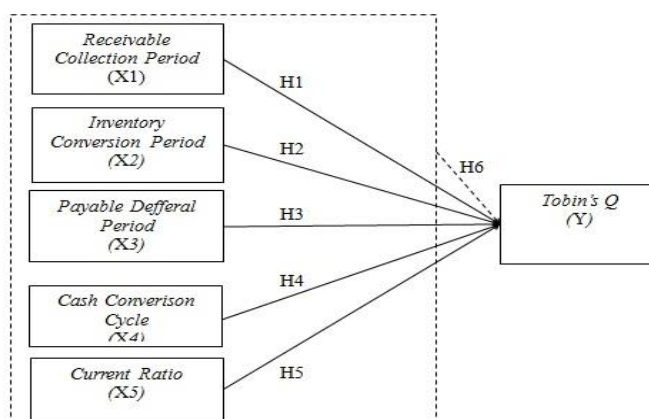 Receivable
Collection Period
(X1)
H1
Inventory
Conversion Period
(X2)
H2
H6
Payable Defferal
Period
(X3)
H3
Tobin's Q
(Y)
Cash Converison
Cycle
(X4)
H4
Current Ratio
(X5)
H5